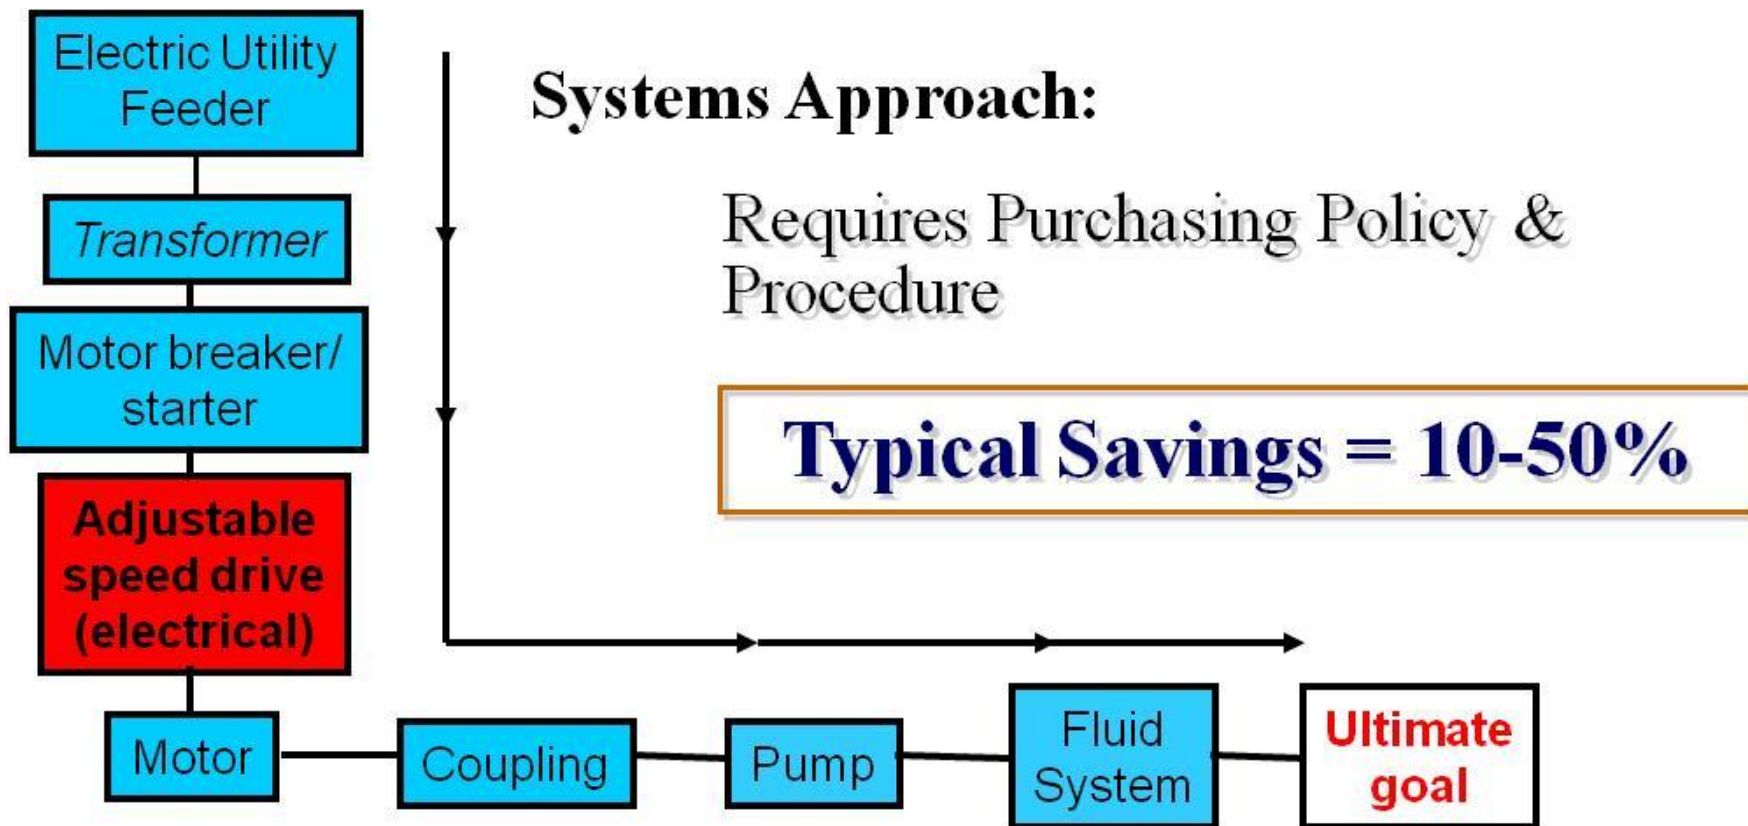 Electric Utility
Feeder
Transformer
Motor breaker/
starter
Adjustable
speed drive
(electrical)
Motor
Coupling
Pump
Fluid
System
Ultimate
goal
Systems Approach:
Requires Purchasing Policy &
Procedure
Typical Savings = 10-50%